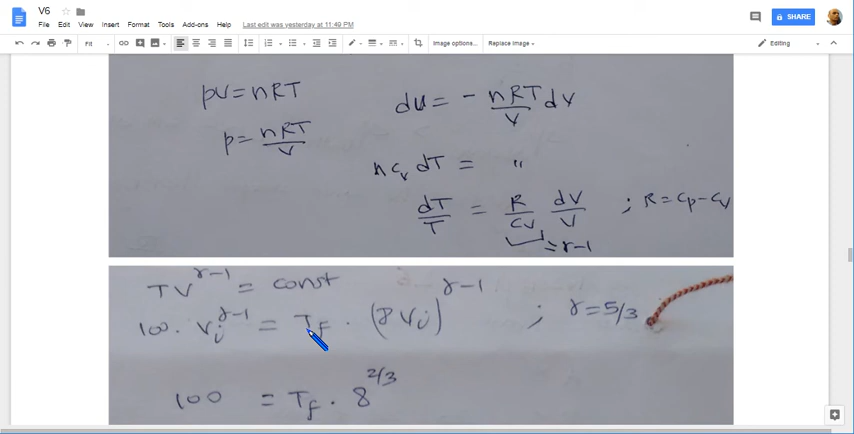 V6
File Edit View Insert Format Tools Add-ons Help Last edit was yesterday at 11:49 PM
SHARE
Fit Image options... Replace image Editing
pV = nRT
p = nRT/V
du = - nRT/V dV
n cv dT = "
dT/T = R/cv dV/V ; R = cp - cv
= γ-1
TV^γ-1 = const
100 . Vi^γ-1 = TF . (8 Vi)^γ-1 ; γ = 5/3
100 = Tf . 8^2/3